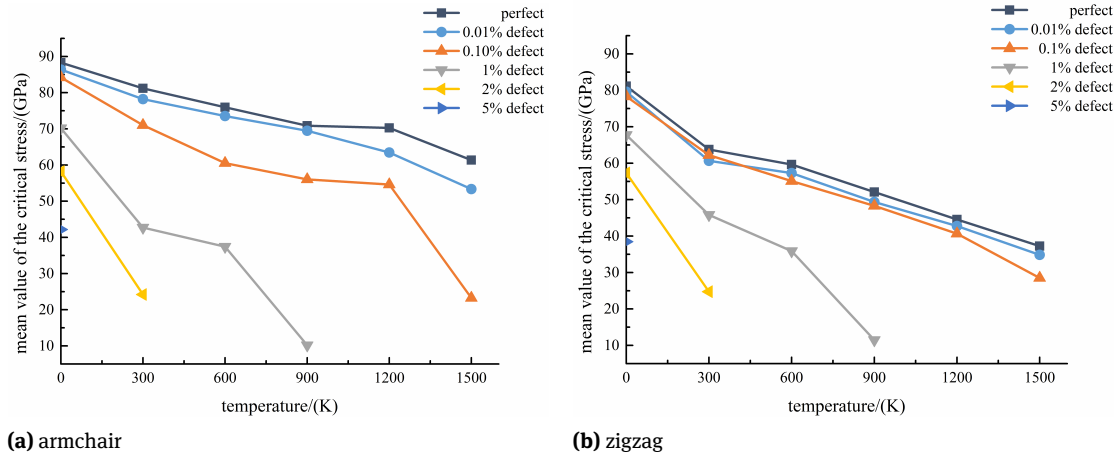 perfect
0.01% defect
0.10% defect
1% defect
2% defect
5% defect
mean value of the critical stress/(GPa)
90
80
70
60
50
40
30
20
10
0 300 600 900 1200 1500
temperature/(K)
(a) armchair
perfect
0.01% defect
0.1% defect
1% defect
2% defect
5% defect
mean value of the critical stress/(GPa)
90
80
70
60
50
40
30
20
10
0 300 600 900 1200 1500
temperature/(K)
(b) zigzag